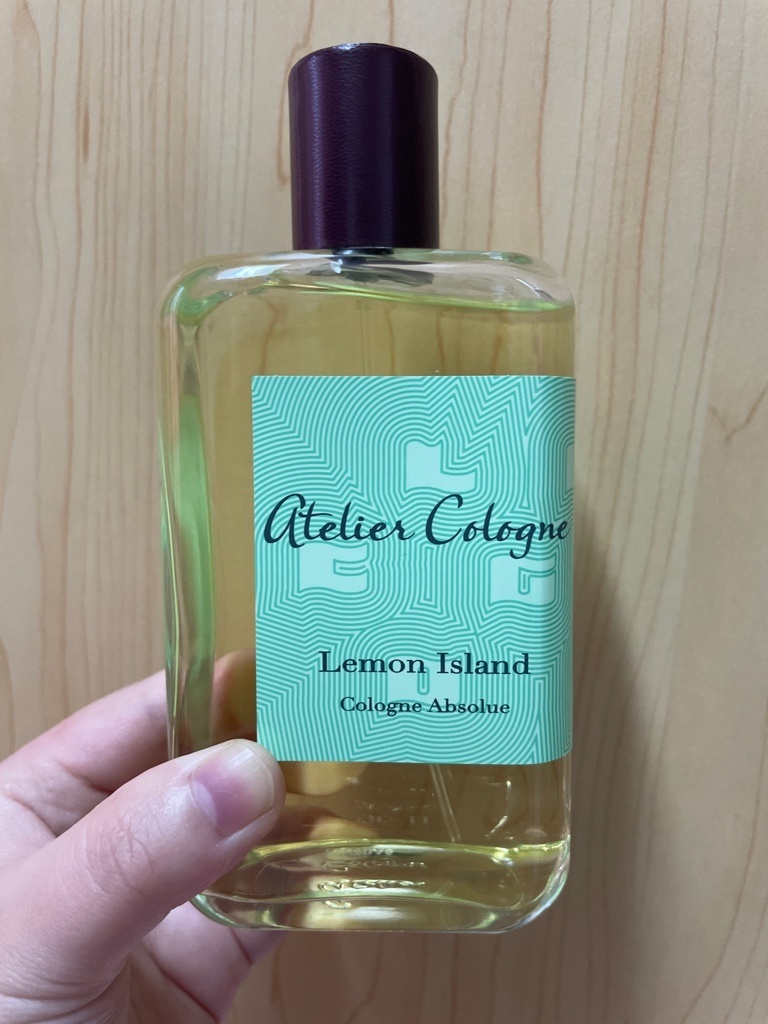 Atelier Cologne
Lemon Island
Cologne Absolue